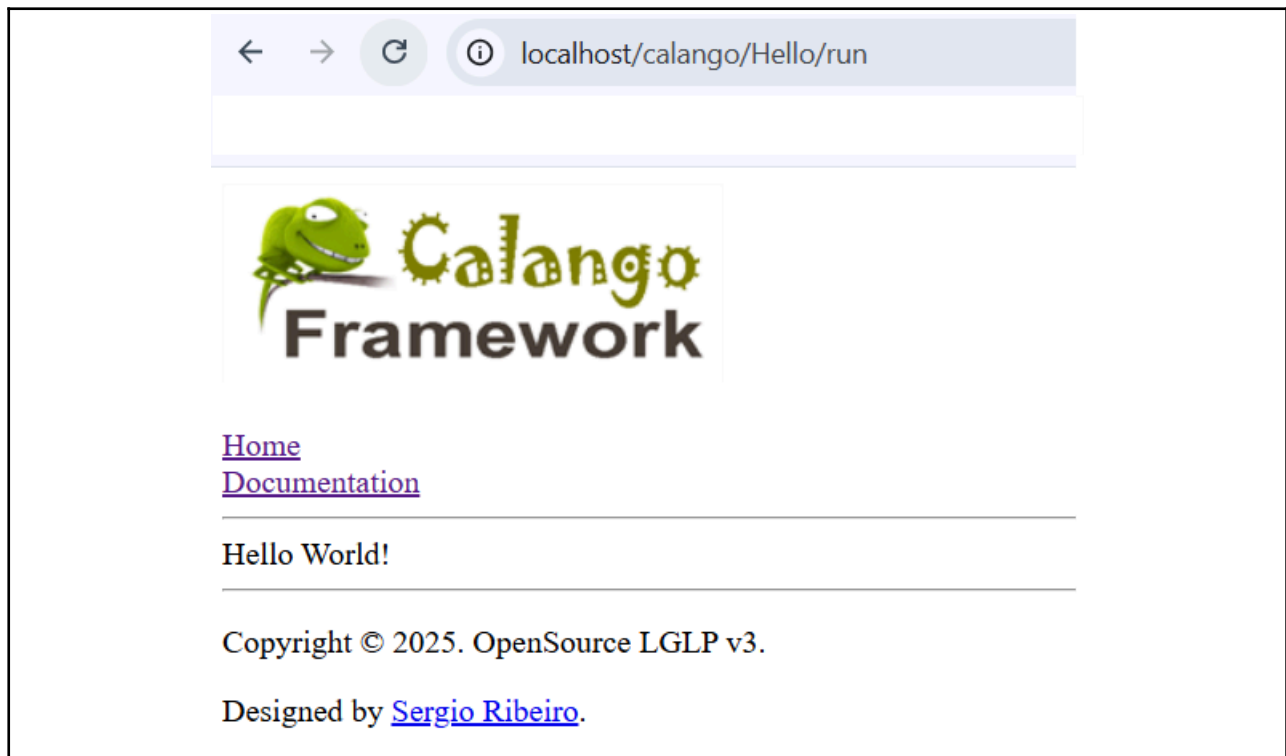 localhost/calango/Hello/run
Calango
Framework
Home
Documentation
Hello World!
Copyright © 2025. OpenSource LGLP v3.
Designed by Sergio Ribeiro.